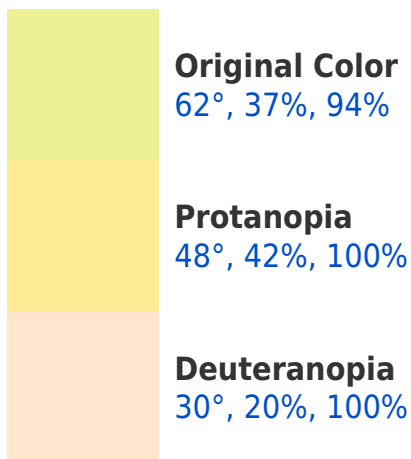 Original Color
62°, 37%, 94%
Protanopia
48°, 42%, 100%
Deuteranopia
30°, 20%, 100%